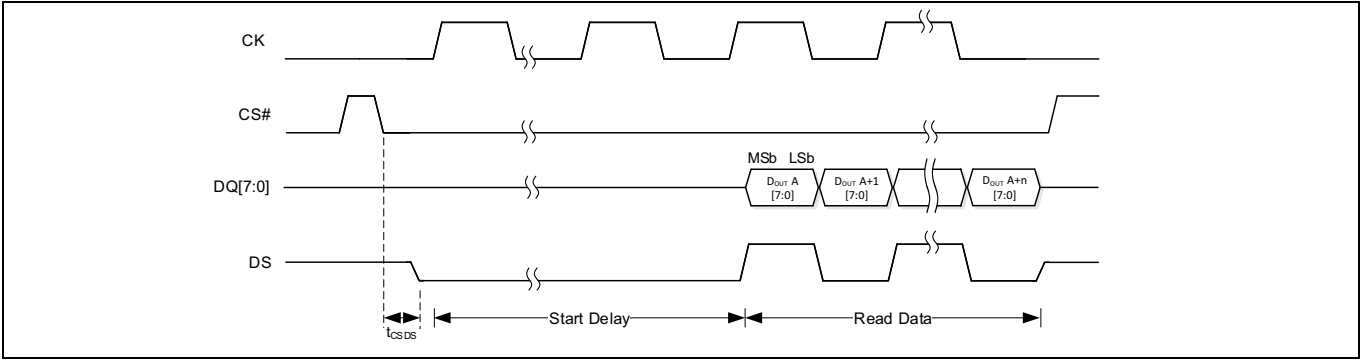 CK
CS#
MSb LSb
DQ[7:0]
DOUT A
[7:0]
DOUT A+1
[7:0]
DOUT A+n
[7:0]
DS
Start Delay
Read Data
tCSDS